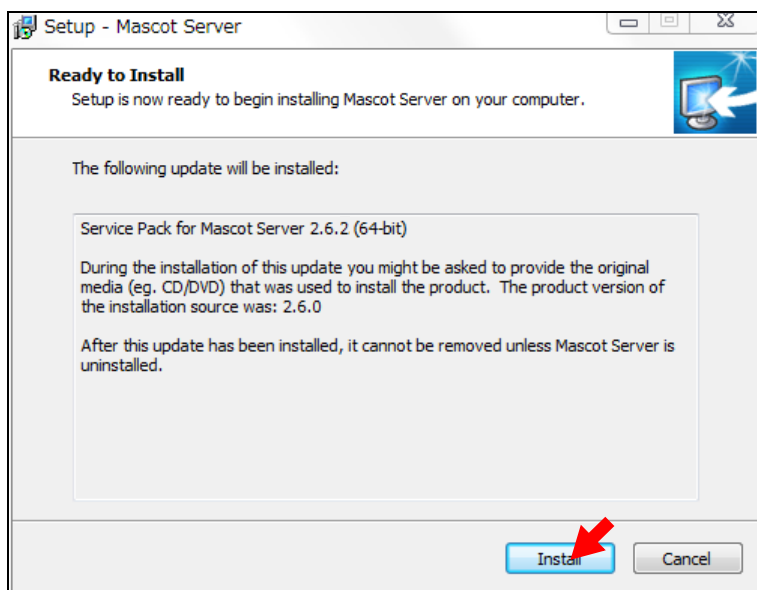 Setup - Mascot Server
Ready to Install
Setup is now ready to begin installing Mascot Server on your computer.
The following update will be installed:
Service Pack for Mascot Server 2.6.2 (64-bit)
During the installation of this update you might be asked to provide the original
media (eg. CD/DVD) that was used to install the product.  The product version of
the installation source was: 2.6.0
After this update has been installed, it cannot be removed unless Mascot Server is
uninstalled.
Install
Cancel